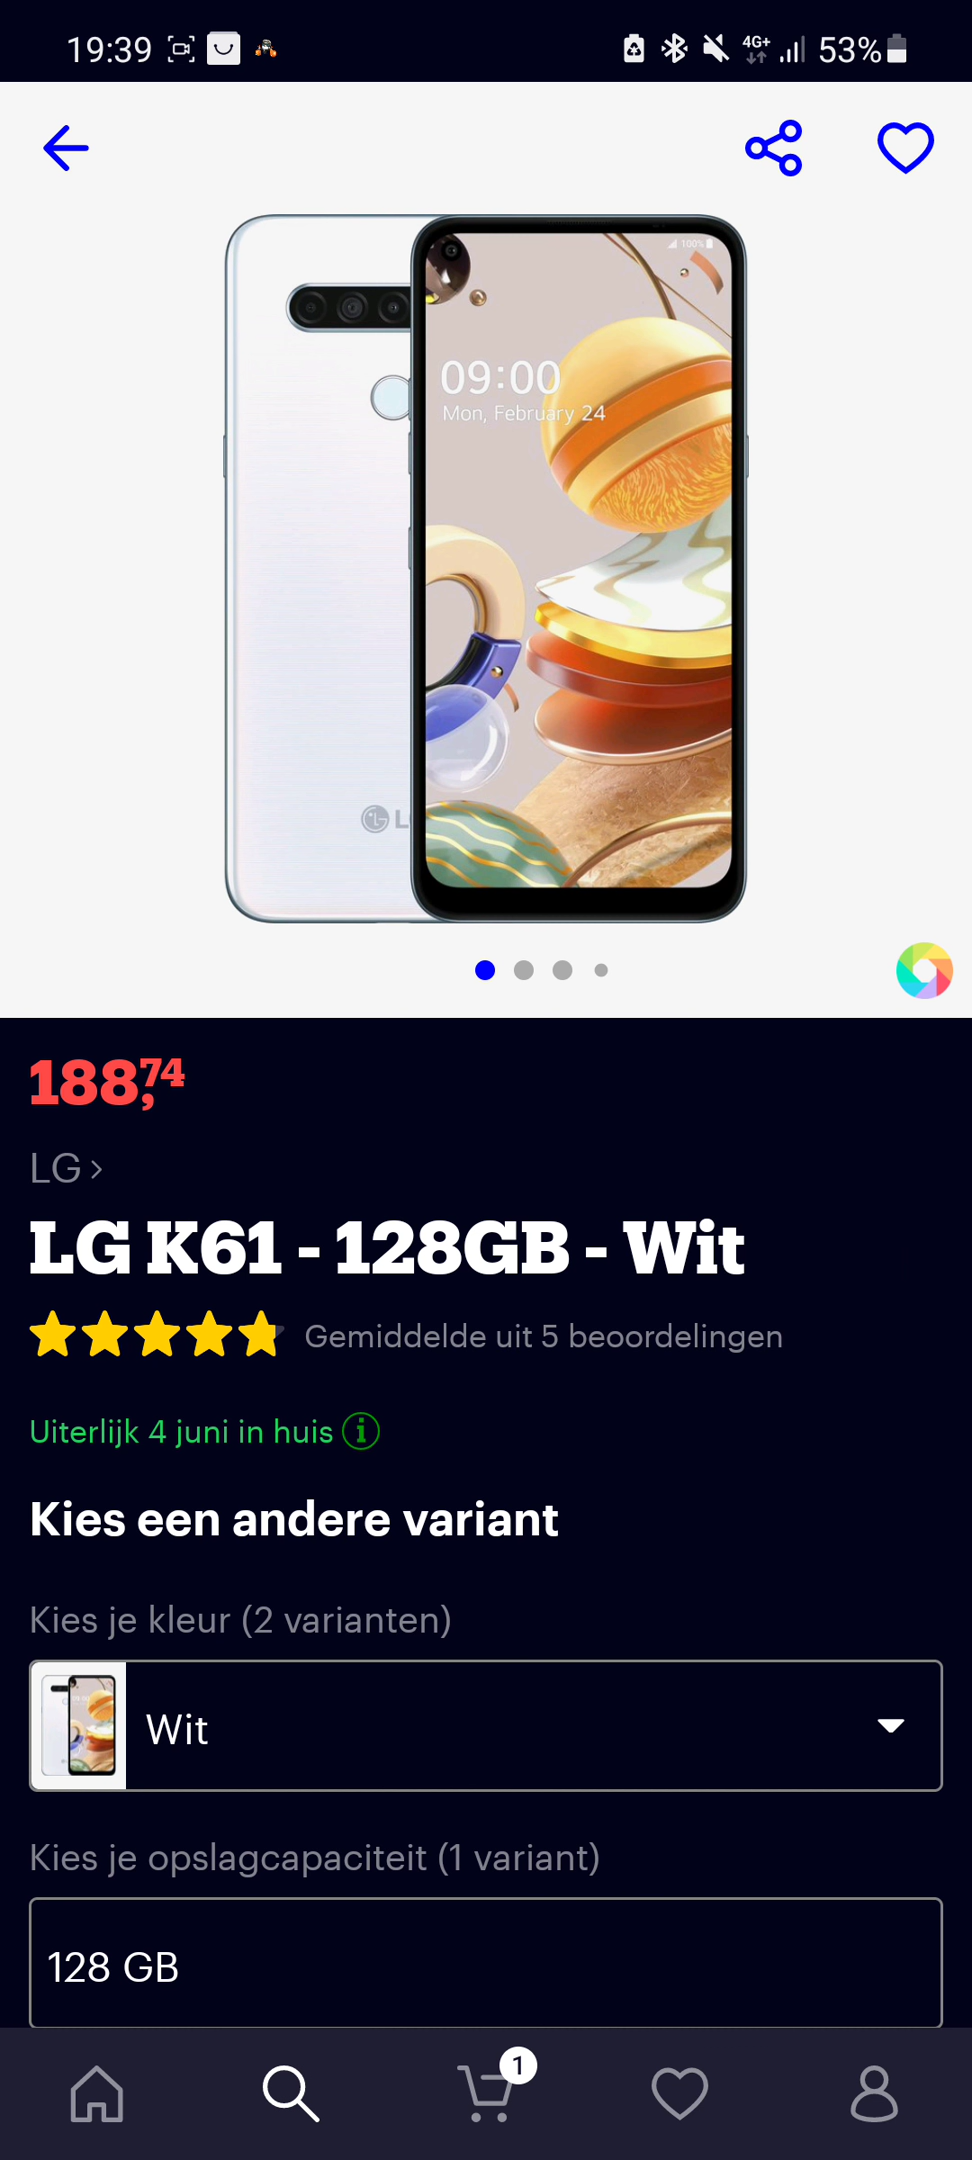 19:39
4G+
53%
100%
09:00
Mon, February 24
188,74
LG
LG K61 - 128GB - Wit
Gemiddelde uit 5 beoordelingen
Uiterlijk 4 juni in huis
Kies een andere variant
Kies je kleur (2 varianten)
Wit
Kies je opslagcapaciteit (1 variant)
128 GB
1